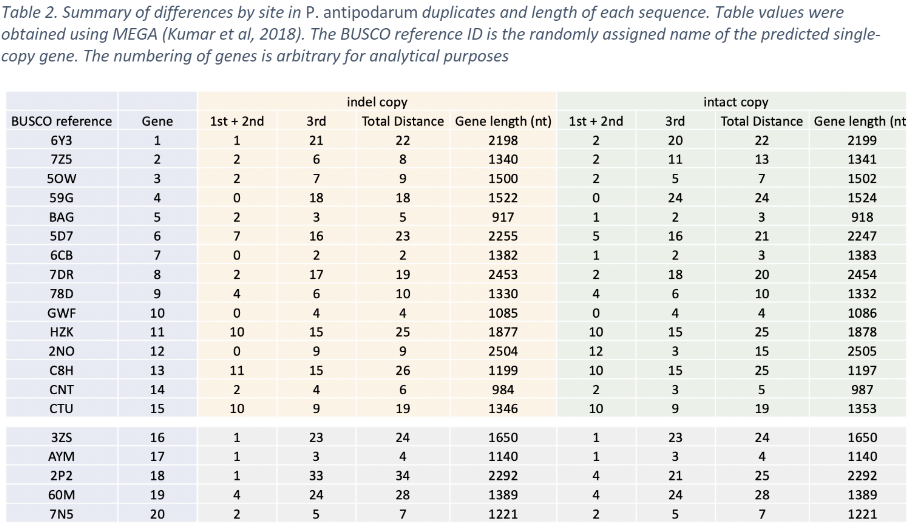 Table 2. Summary of differences by site in P. antipodarum duplicates and length of each sequence. Table values were
obtained using MEGA (Kumar et al, 2018). The BUSCO reference ID is the randomly assigned name of the predicted single-
copy gene. The numbering of genes is arbitrary for analytical purposes
indel copy intact copy
BUSCO reference Gene 1st + 2nd 3rd Total Distance Gene length (nt) 1st + 2nd 3rd Total Distance Gene length (nt
6Y3 1 1 21 22 2198 2 20 22 2199
7Z5 2 2 6 8 1340 2 11 13 1341
5OW 3 2 7 9 1500 2 5 7 1502
59G 4 0 18 18 1522 0 24 24 1524
BAG 5 2 3 5 917 1 2 3 918
5D7 6 7 16 23 2255 5 16 21 2247
6CB 7 0 2 2 1382 1 2 3 1383
7DR 8 2 17 19 2453 2 18 20 2454
78D 9 4 6 10 1330 4 6 10 1332
GWF 10 0 4 4 1085 0 4 4 1086
HZK 11 10 15 25 1877 10 15 25 1878
2NO 12 0 9 9 2504 12 3 15 2505
C8H 13 11 15 26 1199 10 15 25 1197
CNT 14 2 4 6 984 2 3 5 987
CTU 15 10 9 19 1346 10 9 19 1353
3ZS 16 1 23 24 1650 1 23 24 1650
AYM 17 1 3 4 1140 1 3 4 1140
2P2 18 1 33 34 2292 4 21 25 2292
60M 19 4 24 28 1389 4 24 28 1389
7N5 20 2 5 7 1221 2 5 7 1221